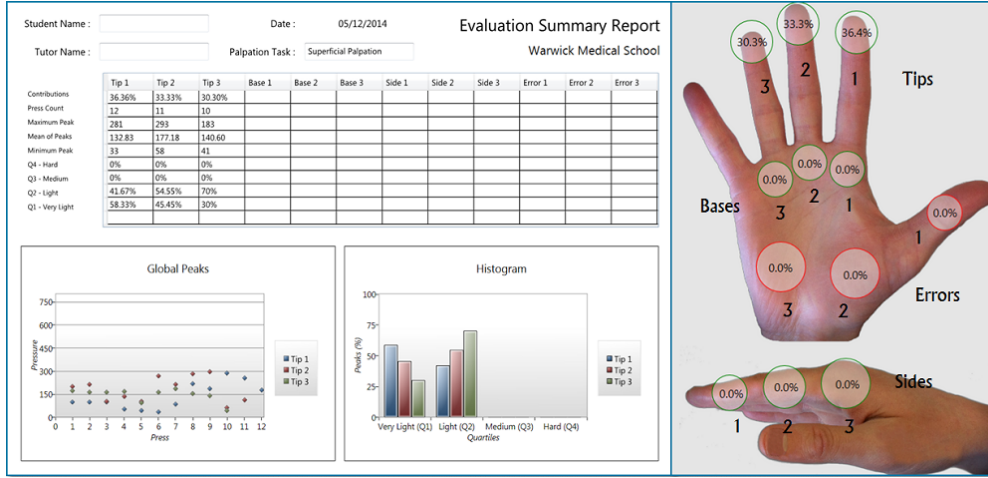 Student Name :
Date : 05/12/2014
Evaluation Summary Report
Tutor Name :
Palpation Task : Superficial Palpation
Warwick Medical School
Tip 1 Tip 2 Tip 3 Base 1 Base 2 Base 3 Side 1 Side 2 Side 3 Error 1 Error 2 Error 3
Contributions 36.36% 33.33% 30.30%
Press Count 12 11 10
Maximum Peak 281 293 183
Mean of Peaks 132.83 177.18 140.60
Minimum Peak 33 58 41
Q4 - Hard 0% 0% 0%
Q3 - Medium 0% 0% 0%
Q2 - Light 41.67% 54.55% 70%
Q1 - Very Light 58.33% 45.45% 30%
Global Peaks
Pressure
750
600
450
300
150
0
0 1 2 3 4 5 6 7 8 9 10 11 12
Press
Tip 1
Tip 2
Tip 3
Histogram
Peaks (%)
100
75
50
25
0
Very Light (Q1) Light (Q2) Medium (Q3) Hard (Q4)
Quartiles
Tip 1
Tip 2
Tip 3
30.3% 33.3% 36.4%
3 2 1 Tips
0.0% 0.0% 0.0%
Bases 3 2 1
0.0%
1
0.0% 0.0%
Errors
3 2
0.0% 0.0% 0.0% Sides
1 2 3